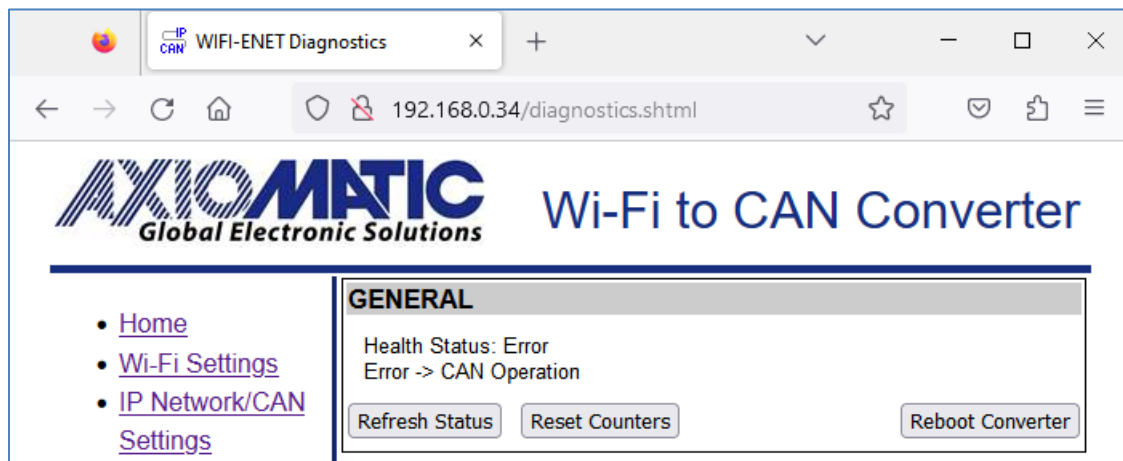 IP
CAN
WIFI-ENET Diagnostics
192.168.0.34/diagnostics.shtml
AXIOMATIC
Global Electronic Solutions
Wi-Fi to CAN Converter
Home
Wi-Fi Settings
IP Network/CAN
Settings
GENERAL
Health Status: Error
Error -> CAN Operation
Refresh Status
Reset Counters
Reboot Converter